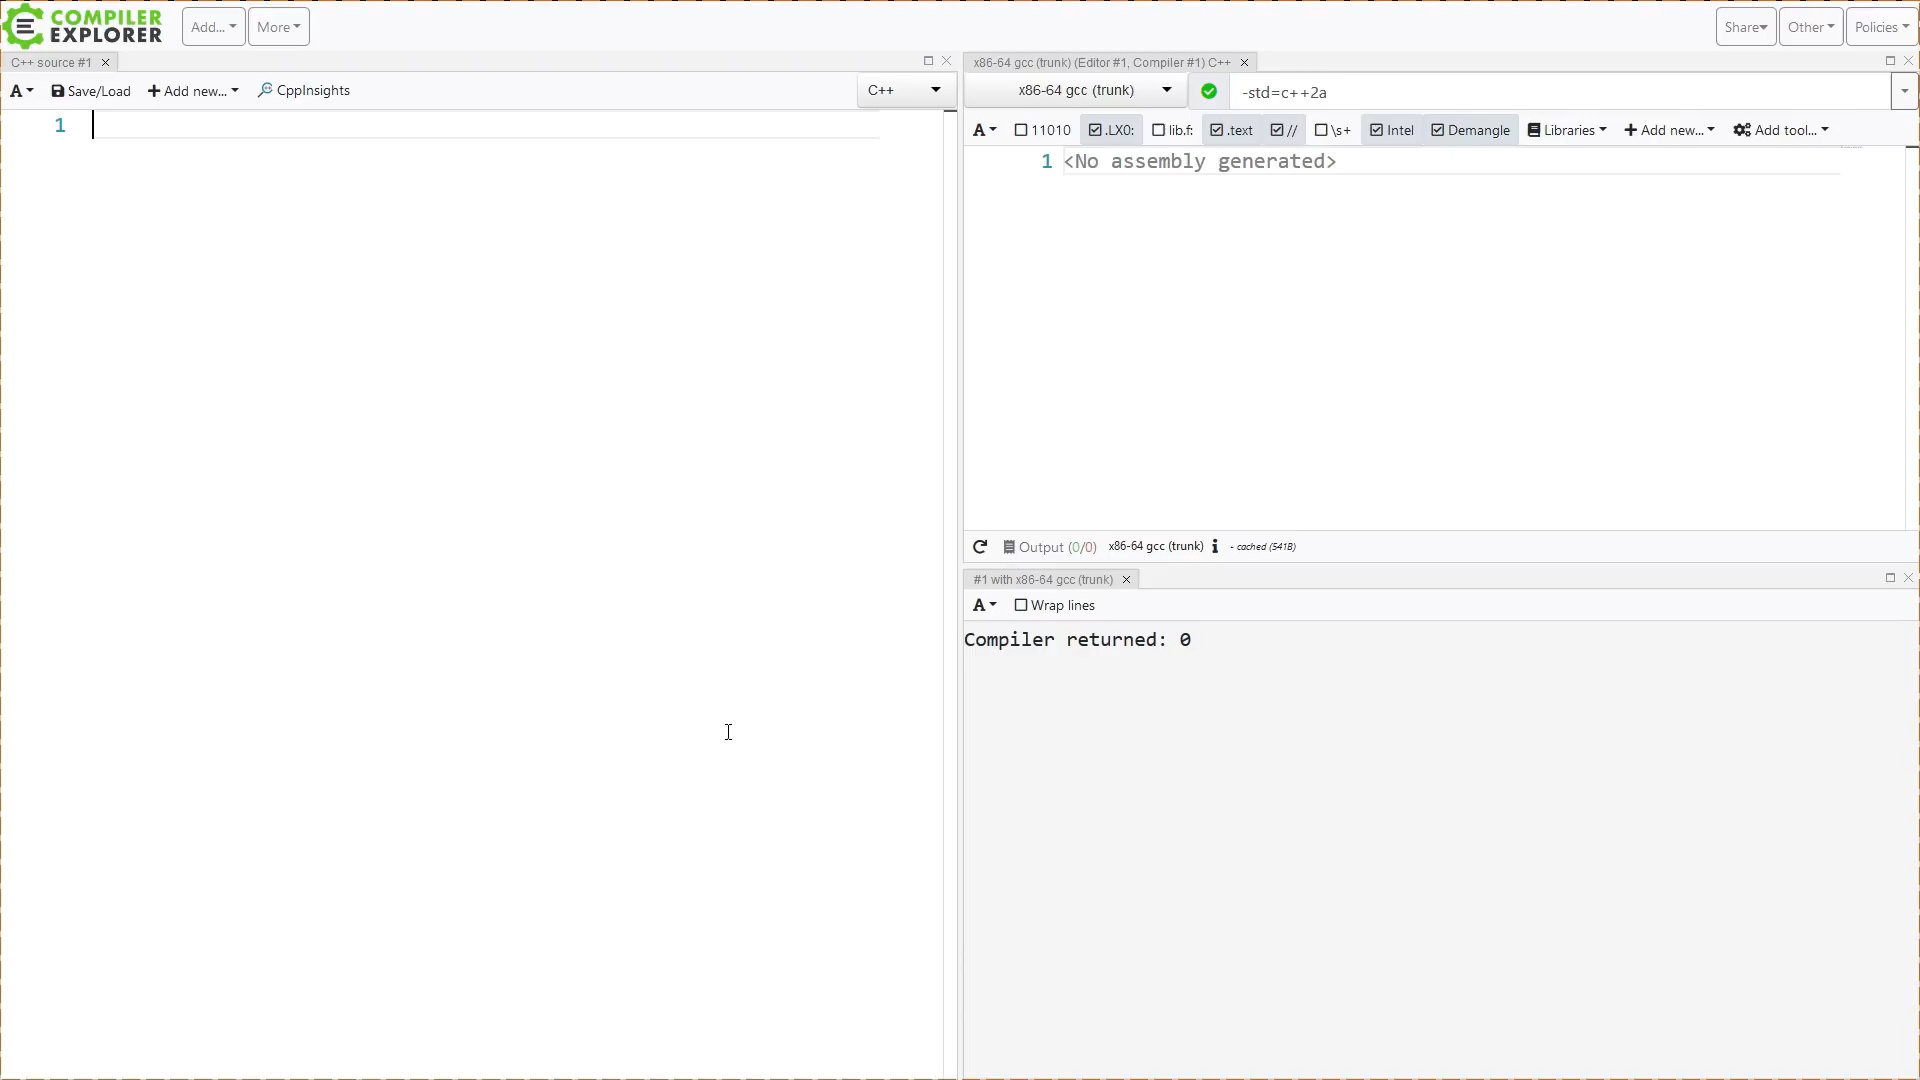 COMPILER
EXPLORER
Add...
More
Share
Other
Policies
C++ source #1
A
Save/Load
Add new...
CppInsights
C++
1
x86-64 gcc (trunk) (Editor #1, Compiler #1) C++
x86-64 gcc (trunk)
-std=c++2a
A
11010
.LX0:
lib.f:
.text
//
\s+
Intel
Demangle
Libraries
Add new...
Add tool...
1 <No assembly generated>
Output (0/0) x86-64 gcc (trunk) i - cached (541B)
#1 with x86-64 gcc (trunk)
A
Wrap lines
Compiler returned: 0